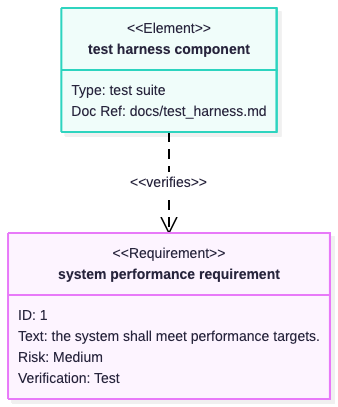 <<Element>>
test harness component
Type: test suite
Doc Ref: docs/test_harness.md
<<verifies>>
<<Requirement>>
system performance requirement
ID: 1
Text: the system shall meet performance targets.
Risk: Medium
Verification: Test